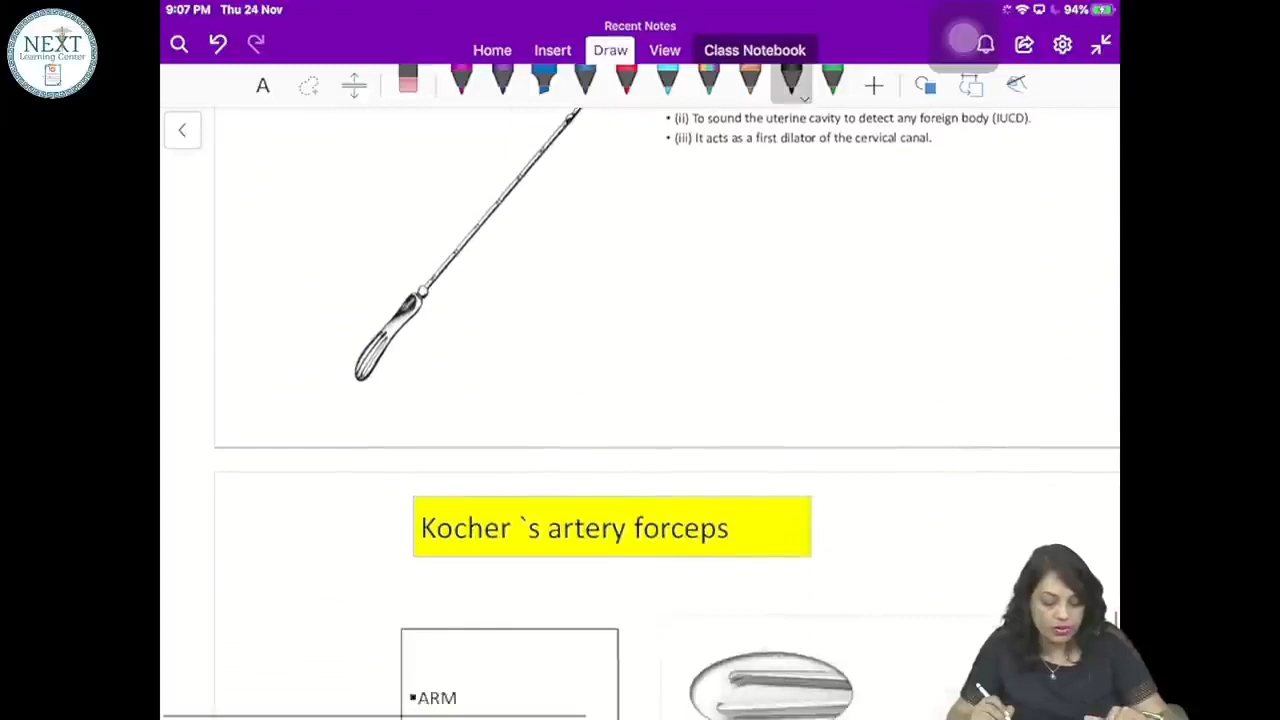 9:07 PM Thu 24 Nov
94%
NEXT
Learning Center
Recent Notes
Home Insert Draw View Class Notebook
A
• (ii) To sound the uterine cavity to detect any foreign body (IUCD).
• (iii) It acts as a first dilator of the cervical canal.
Kocher `s artery forceps
▪ARM